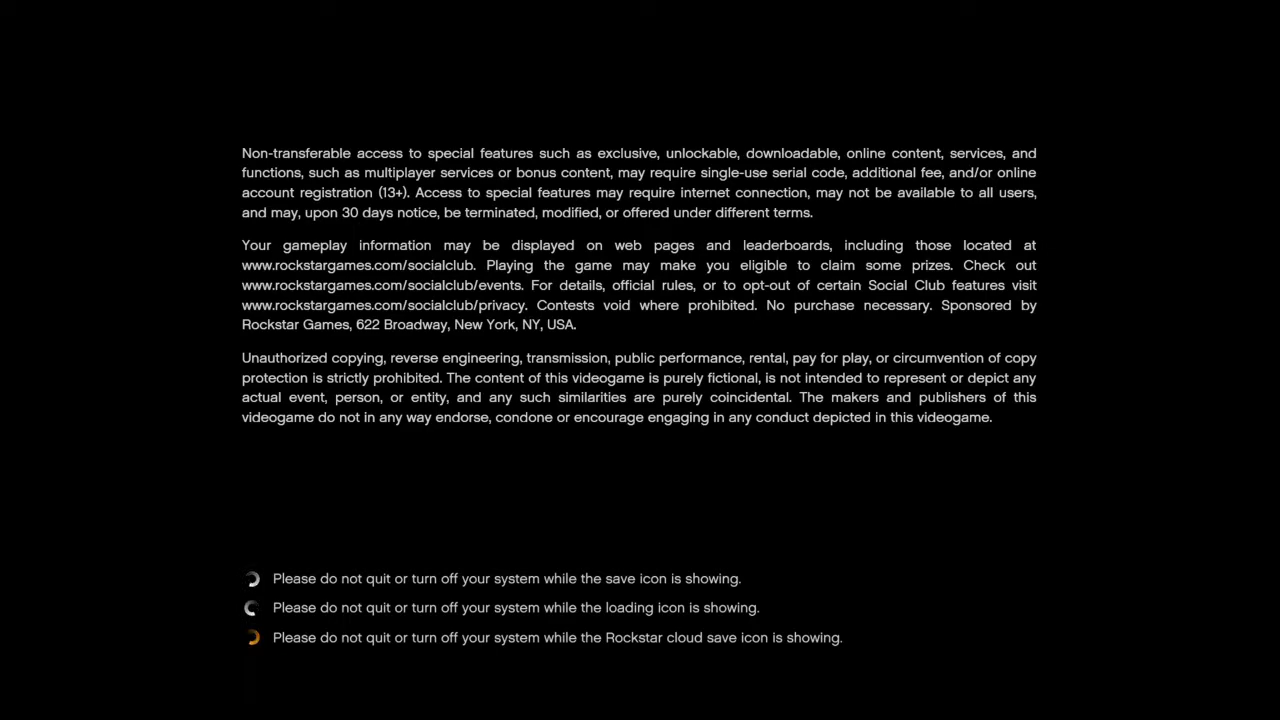 Non-transferable access to special features such as exclusive, unlockable, downloadable, online content, services, and
functions, such as multiplayer services or bonus content, may require single-use serial code, additional fee, and/or online
account registration (13+). Access to special features may require internet connection, may not be available to all users,
and may, upon 30 days notice, be terminated, modified, or offered under different terms.
Your gameplay information may be displayed on web pages and leaderboards, including those located at
www.rockstargames.com/socialclub. Playing the game may make you eligible to claim some prizes. Check out
www.rockstargames.com/socialclub/events. For details, official rules, or to opt-out of certain Social Club features visit
www.rockstargames.com/socialclub/privacy. Contests void where prohibited. No purchase necessary. Sponsored by
Rockstar Games, 622 Broadway, New York, NY, USA.
Unauthorized copying, reverse engineering, transmission, public performance, rental, pay for play, or circumvention of copy
protection is strictly prohibited. The content of this videogame is purely fictional, is not intended to represent or depict any
actual event, person, or entity, and any such similarities are purely coincidental. The makers and publishers of this
videogame do not in any way endorse, condone or encourage engaging in any conduct depicted in this videogame.
Please do not quit or turn off your system while the save icon is showing.
Please do not quit or turn off your system while the loading icon is showing.
Please do not quit or turn off your system while the Rockstar cloud save icon is showing.